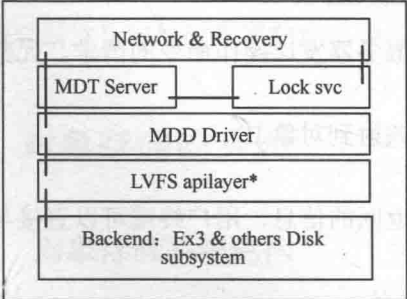 Network & Recovery
MDT Server
Lock svc
MDD Driver
LVFS apilayer*
Backend: Ex3 & others Disk
subsystem